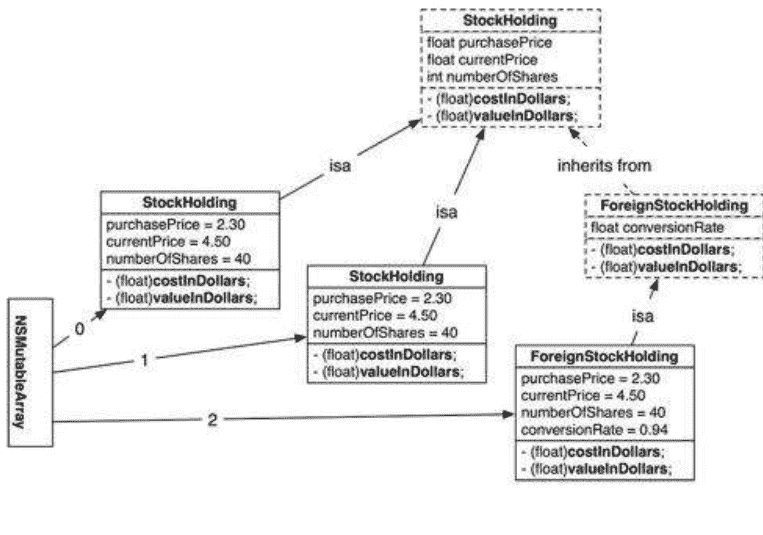 StockHolding
float purchasePrice
float currentPrice
int numberOfShares
- (float)costInDollars;
- (float)valueInDollars;
isa
isa
inherits from
StockHolding
purchasePrice = 2.30
currentPrice = 4.50
numberOfShares = 40
- (float)costInDollars;
- (float)valueInDollars;
ForeignStockHolding
float conversionRate
- (float)costInDollars;
- (float)valueInDollars;
StockHolding
purchasePrice = 2.30
currentPrice = 4.50
numberOfShares = 40
- (float)costInDollars;
- (float)valueInDollars;
isa
NSMutableArray
0
1
2
ForeignStockHolding
purchasePrice = 2.30
currentPrice = 4.50
numberOfShares = 40
conversionRate = 0.94
- (float)costInDollars;
- (float)valueInDollars;